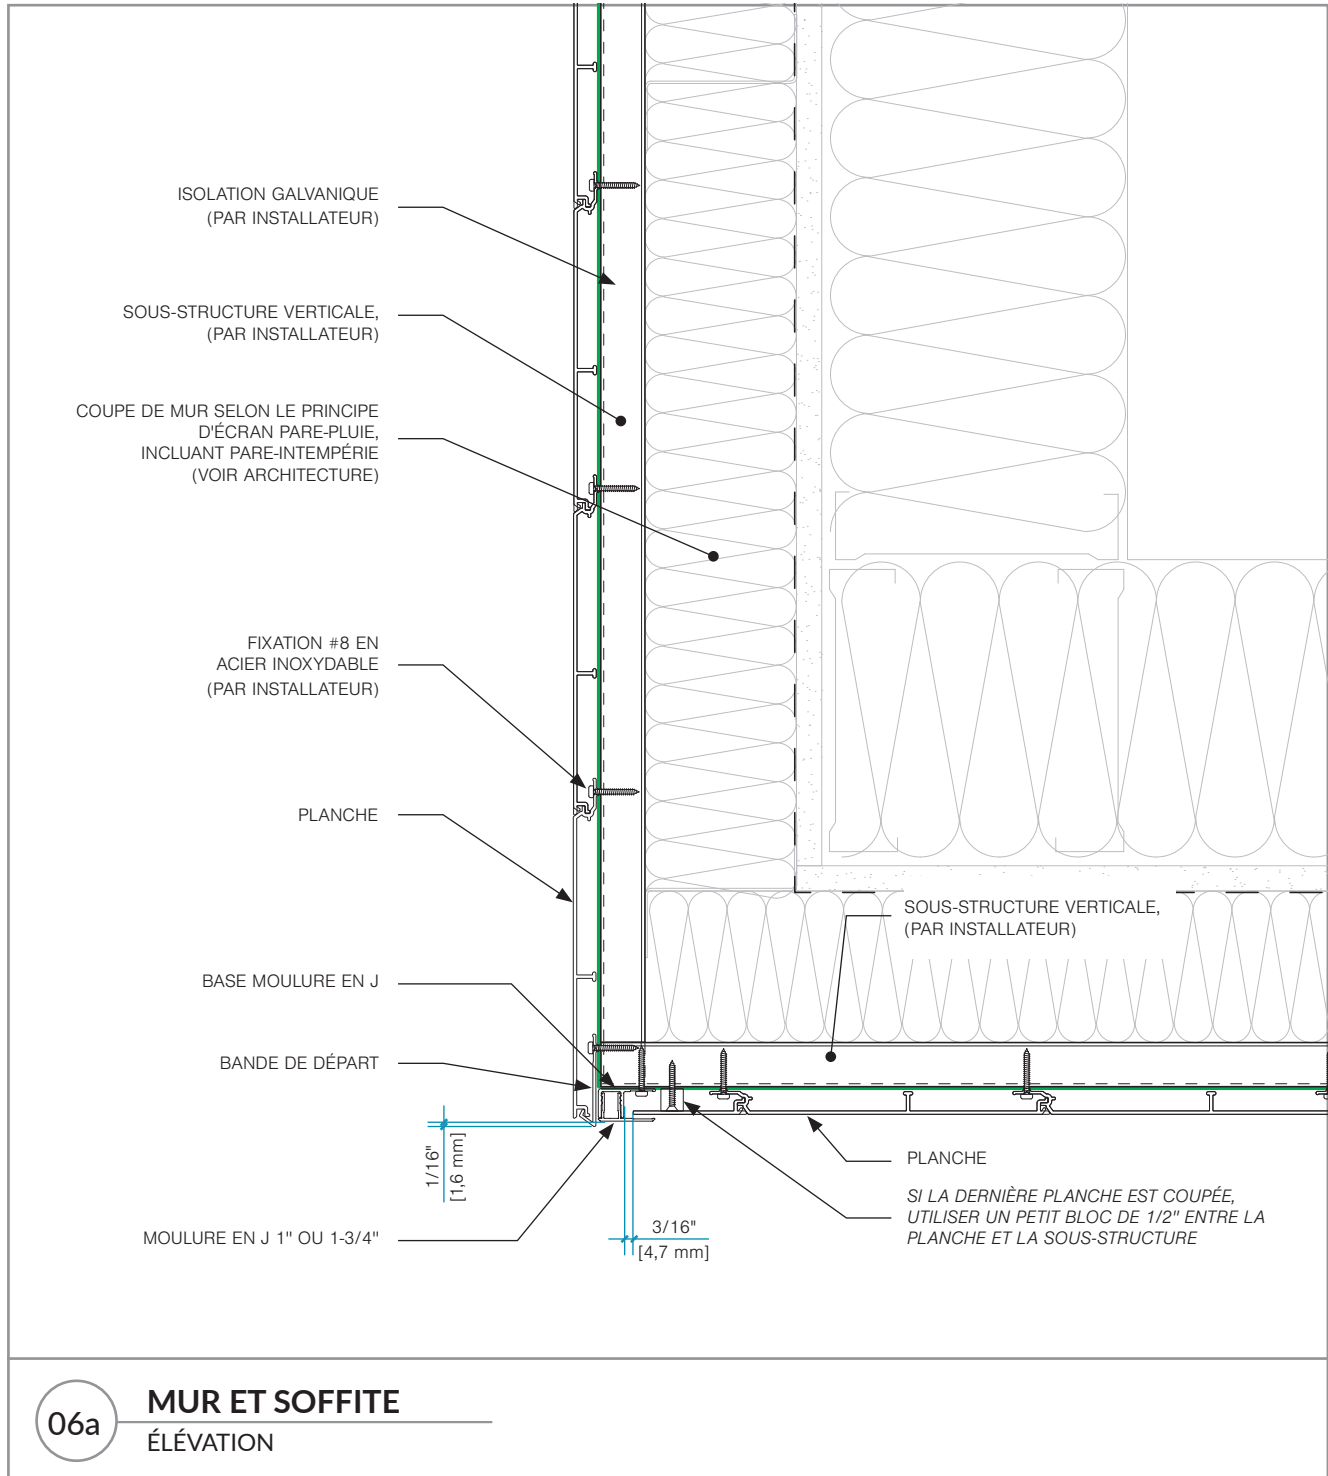 ISOLATION GALVANIQUE
(PAR INSTALLATEUR)
SOUS-STRUCTURE VERTICALE,
(PAR INSTALLATEUR)
COUPE DE MUR SELON LE PRINCIPE
D'ÉCRAN PARE-PLUIE,
INCLUANT PARE-INTEMPÉRIE
(VOIR ARCHITECTURE)
FIXATION #8 EN
ACIER INOXYDABLE
(PAR INSTALLATEUR)
PLANCHE
SOUS-STRUCTURE VERTICALE,
(PAR INSTALLATEUR)
BASE MOULURE EN J
BANDE DE DÉPART
1/16"
[1,6 mm]
PLANCHE
SI LA DERNIÈRE PLANCHE EST COUPÉE,
UTILISER UN PETIT BLOC DE 1/2" ENTRE LA
PLANCHE ET LA SOUS-STRUCTURE
MOULURE EN J 1" OU 1-3/4"
3/16"
[4,7 mm]
06a
MUR ET SOFFITE
ÉLÉVATION